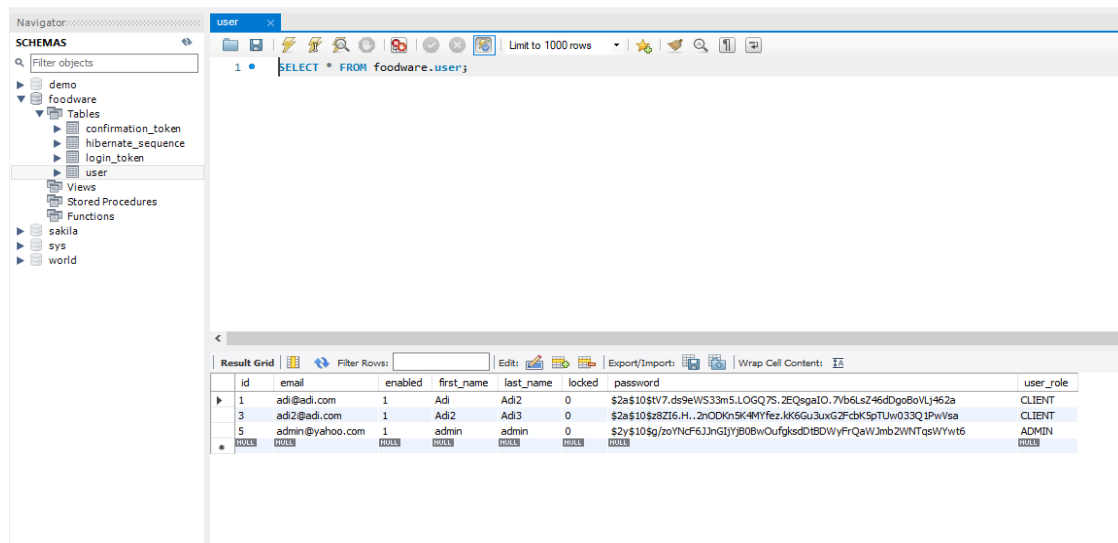 Navigator
SCHEMAS
Filter objects
demo
foodware
Tables
confirmation_token
hibernate_sequence
login_token
user
Views
Stored Procedures
Functions
sakila
sys
world
user
Limit to 1000 rows
1 SELECT * FROM foodware.user;
Result Grid Filter Rows: Edit: Export/Import: Wrap Cell Content: IA
id email enabled first_name last_name locked password user_role
1 adi@adi.com 1 Adi Adi2 0 $2a$10$tV7.ds9eWS33m5.LOGQ7S.2EQsgaIO.7Vb6LsZ46dDgoBoVLj462a CLIENT
3 adi2@adi.com 1 Adi2 Adi3 0 $2a$10$z8ZI6.H..2nODKn5K4MYfez.kK6Gu3uxG2FcbK5pTUw033Q1PwVsa CLIENT
5 admin@yahoo.com 1 admin admin 0 $2y$10$g/zoYNcF6JJnGIjYjB0BwOufgksdDtBDWyFrQaWJmb2WNTqsWYwt6 ADMIN
NULL NULL NULL NULL NULL NULL NULL NULL